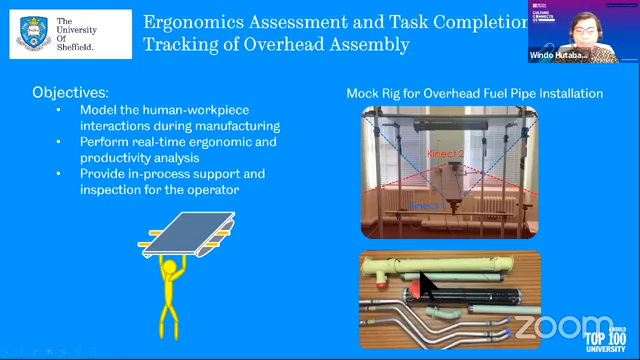 The
University
Of
Sheffield.
Ergonomics Assessment and Task Completion
Tracking of Overhead Assembly
Windo Hutaba...
CULTURE
CONNECTS
Objectives:
• Model the human-workpiece
interactions during manufacturing
• Perform real-time ergonomic and
productivity analysis
• Provide in-process support and
inspection for the operator
Mock Rig for Overhead Fuel Pipe Installation
Kinect 2
Kinect 1
zoom
WORLD
TOP 100
UNIVERSITY